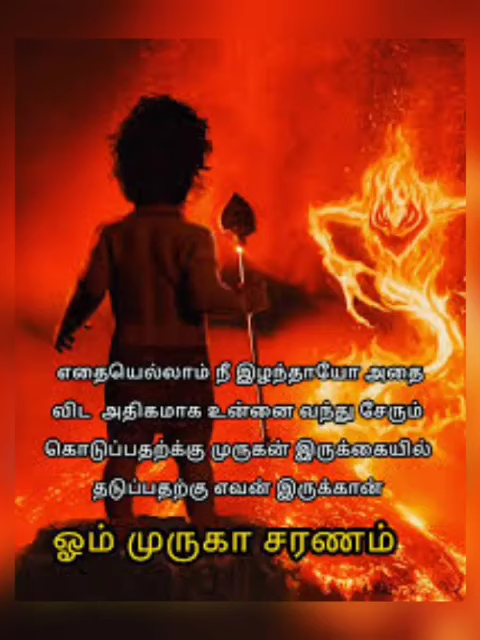 எதையெல்லாம் நீ இழந்தாயோ அதை
விட அதிகமாக உன்னை வந்து சேரும்
கொடுப்பதற்க்கு முருகன் இருக்கையில்
தடுப்பதற்கு எவன் இருக்கான்
ஓம் முருகா சரணம்